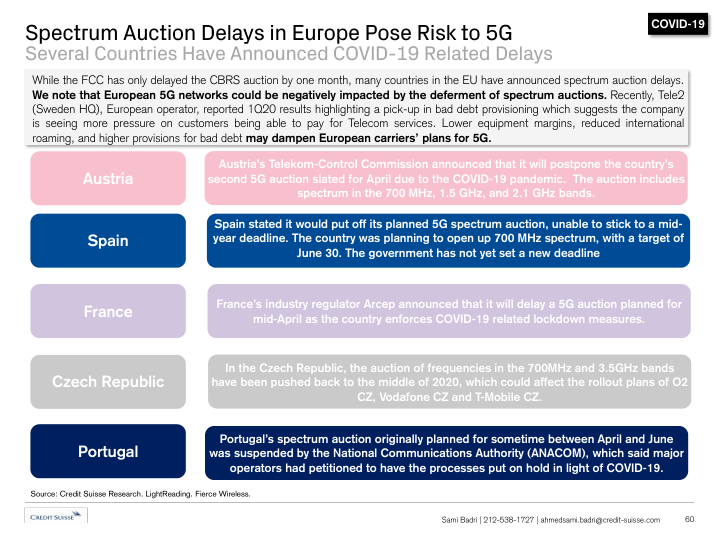 COVID-19
Spectrum Auction Delays in Europe Pose Risk to 5G
Several Countries Have Announced COVID-19 Related Delays
While the FCC has only delayed the CBRS auction by one month, many countries in the EU have announced spectrum auction delays.
We note that European 5G networks could be negatively impacted by the deferment of spectrum auctions. Recently, Tele2
(Sweden HQ), European operator, reported 1Q20 results highlighting a pick-up in bad debt provisioning which suggests the company
is seeing more pressure on customers being able to pay for Telecom services. Lower equipment margins, reduced international
roaming, and higher provisions for bad debt may dampen European carriers' plans for 5G.
Austria
Austria's Telekom-Control Commission announced that it will postpone the country's
second 5G auction slated for April due to the COVID-19 pandemic. The auction includes
spectrum in the 700 MHz, 1.5 GHz, and 2.1 GHz bands.
Spain
Spain stated it would put off its planned 5G spectrum auction, unable to stick to a mid-
year deadline. The country was planning to open up 700 MHz spectrum, with a target of
June 30. The government has not yet set a new deadline
France
France's industry regulator Arcep announced that it will delay a 5G auction planned for
mid-April as the country enforces COVID-19 related lockdown measures.
Czech Republic
In the Czech Republic, the auction of frequencies in the 700MHz and 3.5GHz bands
have been pushed back to the middle of 2020, which could affect the rollout plans of O2
CZ, Vodafone CZ and T-Mobile CZ.
Portugal
Portugal's spectrum auction originally planned for sometime between April and June
was suspended by the National Communications Authority (ANACOM), which said major
operators had petitioned to have the processes put on hold in light of COVID-19.
Source: Credit Suisse Research. LightReading. Fierce Wireless.
CREDIT SUISSE
Sami Badri | 212-538-1727 | ahmedsami.badri@credit-suisse.com
60